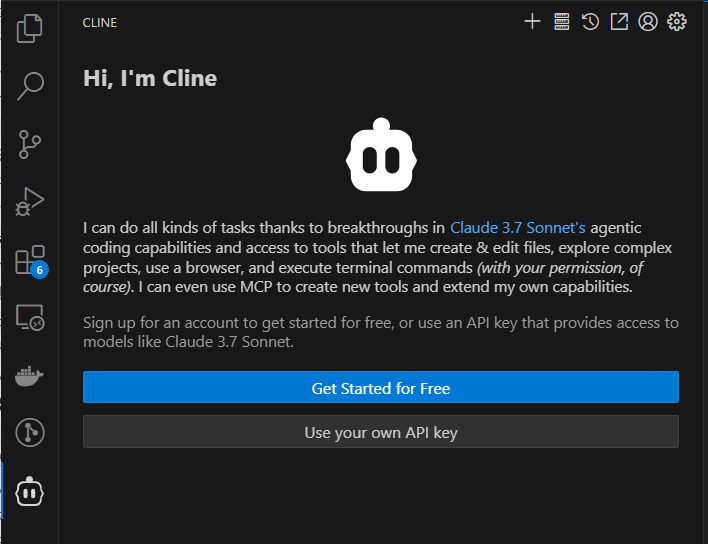 CLINE
Hi, I'm Cline
I can do all kinds of tasks thanks to breakthroughs in Claude 3.7 Sonnet's agentic
coding capabilities and access to tools that let me create & edit files, explore complex
projects, use a browser, and execute terminal commands (with your permission, of
course). I can even use MCP to create new tools and extend my own capabilities.
Sign up for an account to get started for free, or use an API key that provides access to
models like Claude 3.7 Sonnet.
Get Started for Free
Use your own API key
6